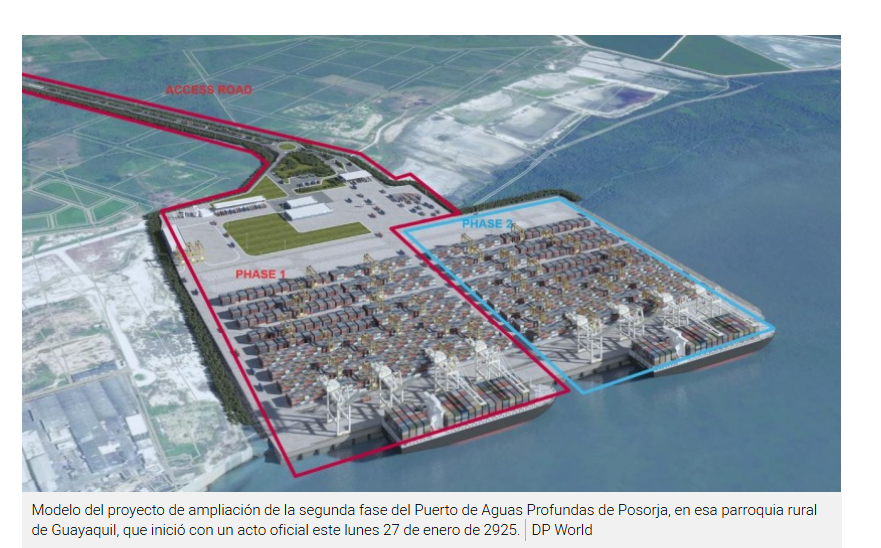 ACCESS ROAD
PHASE 2
PHASE 1
Modelo del proyecto de ampliación de la segunda fase del Puerto de Aguas Profundas de Posorja, en esa parroquia rural
de Guayaquil, que inició con un acto oficial este lunes 27 de enero de 2925. DP World